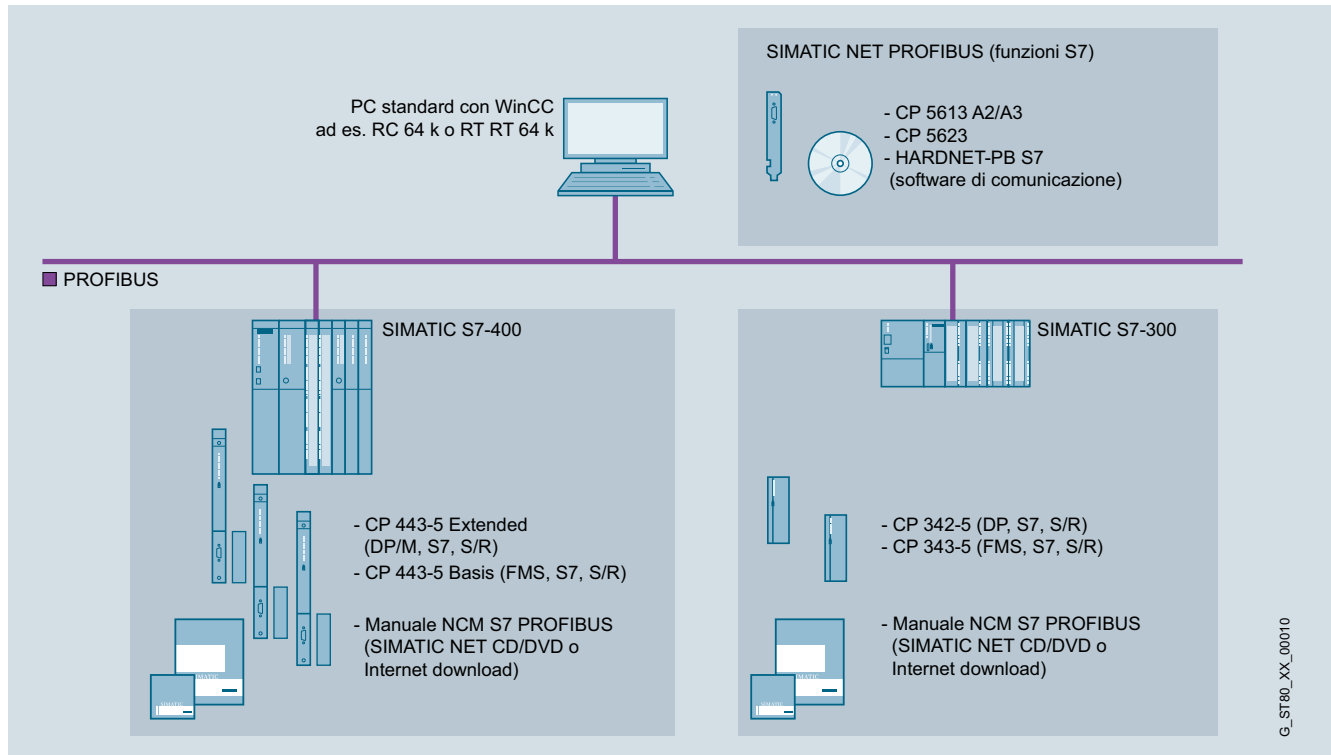 SIMATIC NET PROFIBUS (funzioni S7)
PC standard con WinCC
ad es. RC 64 k o RT RT 64 k
- CP 5613 A2/A3
- CP 5623
- HARDNET-PB S7
(software di comunicazione)
PROFIBUS
SIMATIC S7-400
- CP 443-5 Extended
(DP/M, S7, S/R)
- CP 443-5 Basis (FMS, S7, S/R)
- Manuale NCM S7 PROFIBUS
(SIMATIC NET CD/DVD o
Internet download)
SIMATIC
SIMATIC
SIMATIC S7-300
- CP 342-5 (DP, S7, S/R)
- CP 343-5 (FMS, S7, S/R)
- Manuale NCM S7 PROFIBUS
(SIMATIC NET CD/DVD o
Internet download)
SIMATIC
SIMATIC
G_ST80_XX_00010